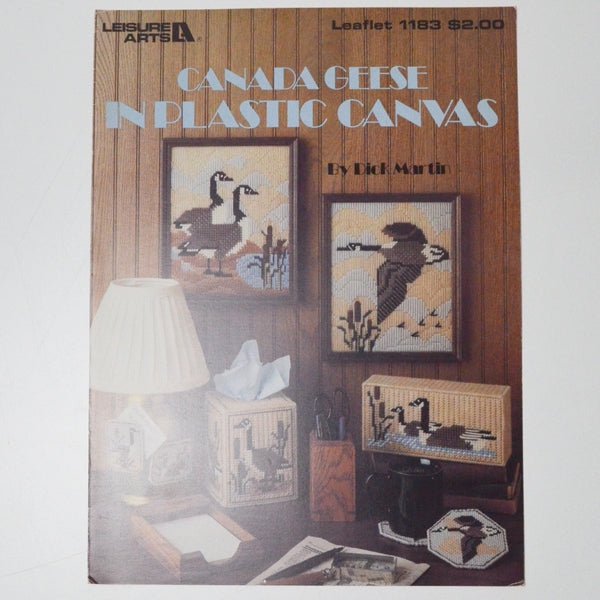 LEISURE
ARTS
Leaflet 1183 $2.00
CANADA GEESE
IN PLASTIC CANVAS
By Dick Martin